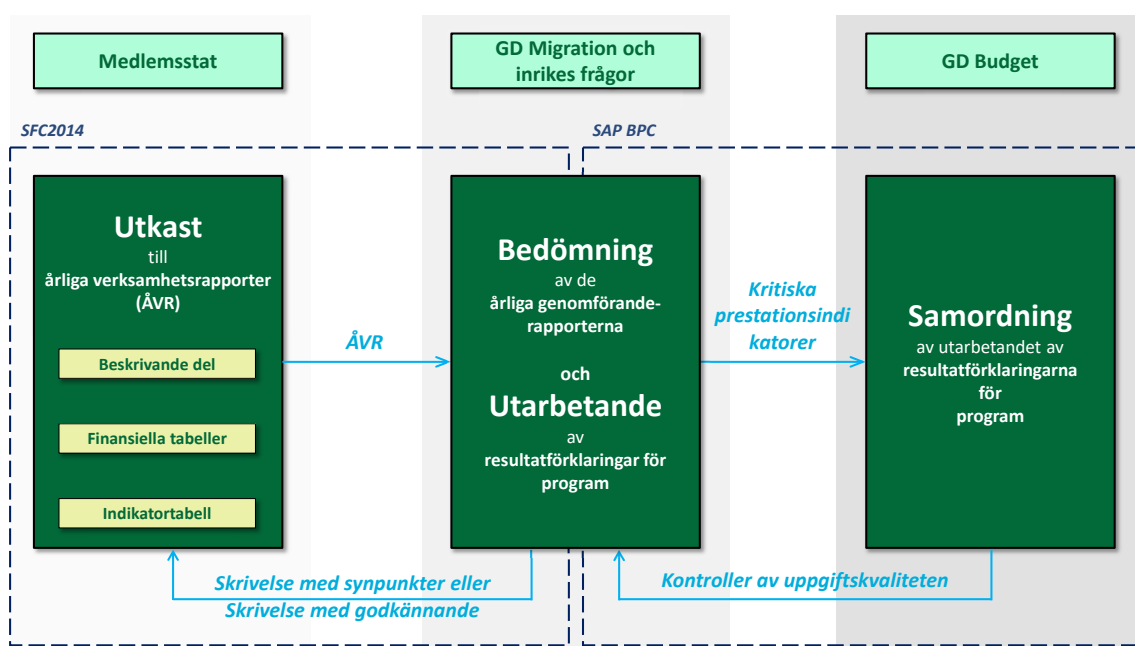 Medlemsstat
GD Migration och
inrikes frågor
GD Budget
SFC2014
SAP BPC
Utkast
till
årliga verksamhetsrapporter
(ÅVR)
Beskrivande del
Finansiella tabeller
Indikatortabell
ÅVR
Bedömning
av de
årliga genomförande-
rapporterna
och
Utarbetande
av
resultatförklaringar för
program
Kritiska
prestationsindi
katorer
Samordning
av utarbetandet av
resultatförklaringarna
för
program
Skrivelse med synpunkter eller
Skrivelse med godkännande
Kontroller av uppgiftskvaliteten